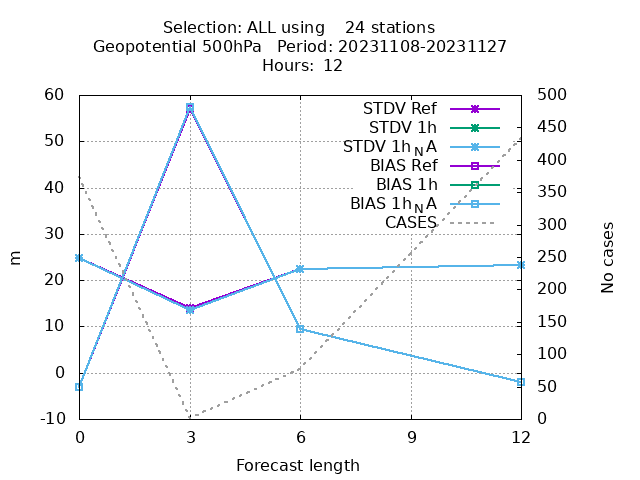 Selection: ALL using    24 stations
Geopotential 500hPa   Period: 20231108-20231127
Hours:  12
STDV Ref
STDV 1h
STDV 1h_NA
BIAS Ref
BIAS 1h
BIAS 1h_NA
CASES
60
50
40
30
20
10
0
-10
m
500
450
400
350
300
250
200
150
100
50
0
No cases
0 3 6 9 12
Forecast length